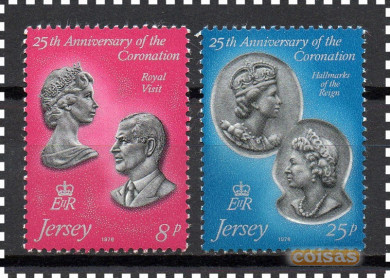 25th Anniversary of the
Coronation
Royal
Visit
EIIR
Jersey
1978
8p
25th Anniversary of the
Coronation
Hallmarks
of the
Reign
EIIR
Jersey
1978
25p
coisas